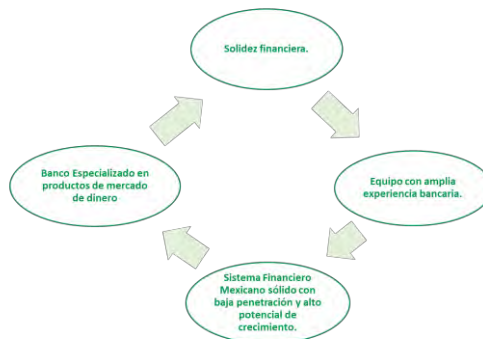 Solidez financiera.
Equipo con amplia
experiencia bancaria.
Sistema Financiero
Mexicano sólido con
baja penetración y alto
potencial de
crecimiento.
Banco Especializado en
productos de mercado
de dinero